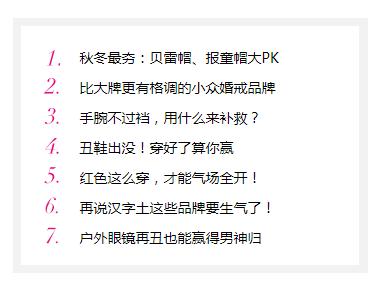 1. 秋冬最夯：贝雷帽、报童帽大PK
2. 比大牌更有格调的小众婚戒品牌
3. 手腕不过裆，用什么来补救？
4. 丑鞋出没！穿好了算你赢
5. 红色这么穿，才能气场全开！
6. 再说汉字土这些品牌要生气了！
7. 户外眼镜再丑也能赢得男神归